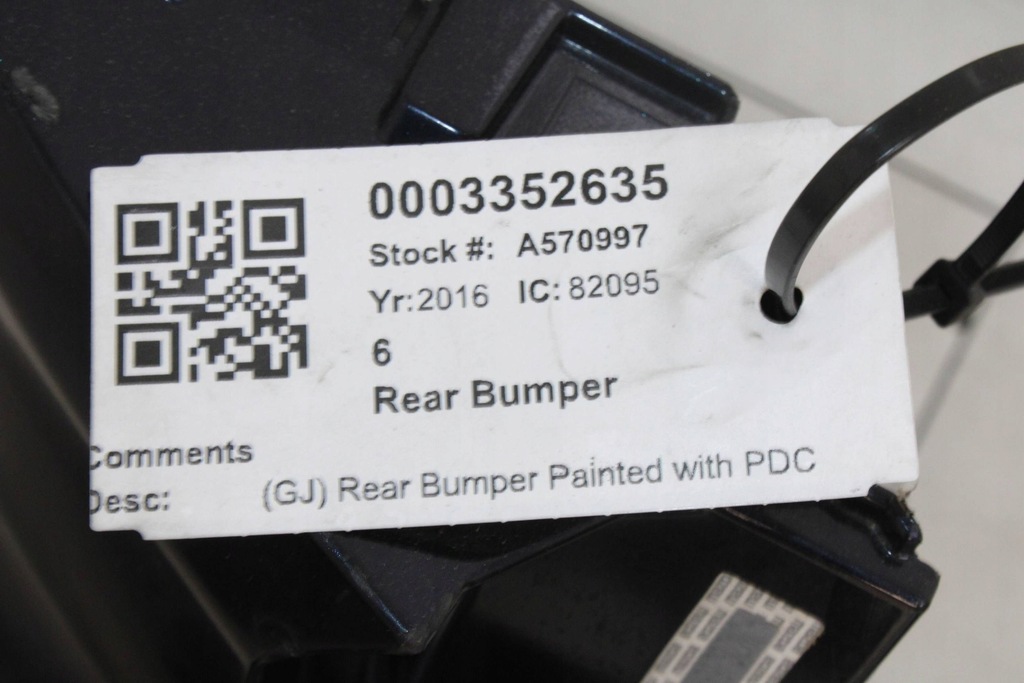 0003352635
Stock #: A570997
Yr:2016 IC: 82095
6
Rear Bumper
Comments
Desc: (GJ) Rear Bumper Painted with PDC